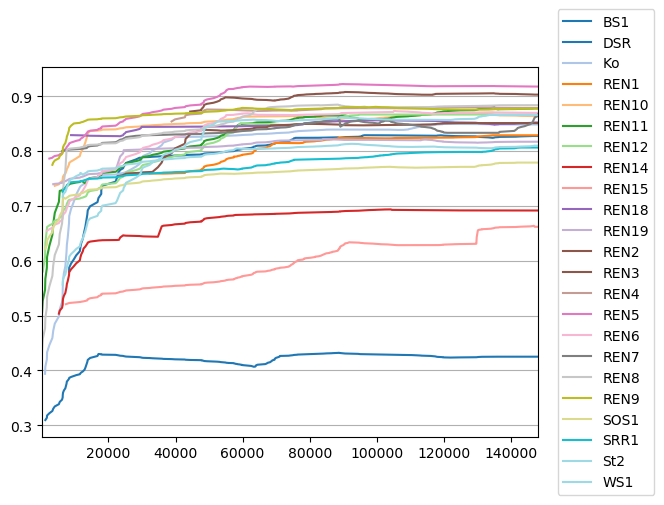 0.9
0.8
0.7
0.6
0.5
0.4
0.3
20000 40000 60000 80000 100000 120000 140000
BS1
DSR
Ko
REN1
REN10
REN11
REN12
REN14
REN15
REN18
REN19
REN2
REN3
REN4
REN5
REN6
REN7
REN8
REN9
SOS1
SRR1
St2
WS1